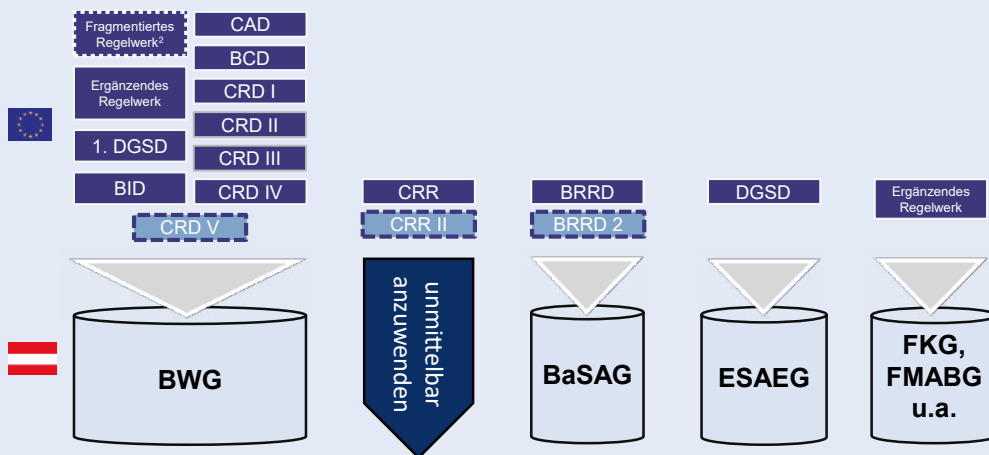 Fragmentiertes
Regelwerk²
Ergänzendes
Regelwerk
1. DGSD
BID
CAD
BCD
CRD I
CRD II
CRD III
CRD IV
CRD V
BWG
CRR
CRR II
unmittelbar
anzuwenden
BRRD
BRRD 2
BaSAG
DGSD
ESAEG
Ergänzendes
Regelwerk
FKG,
FMABG
u.a.